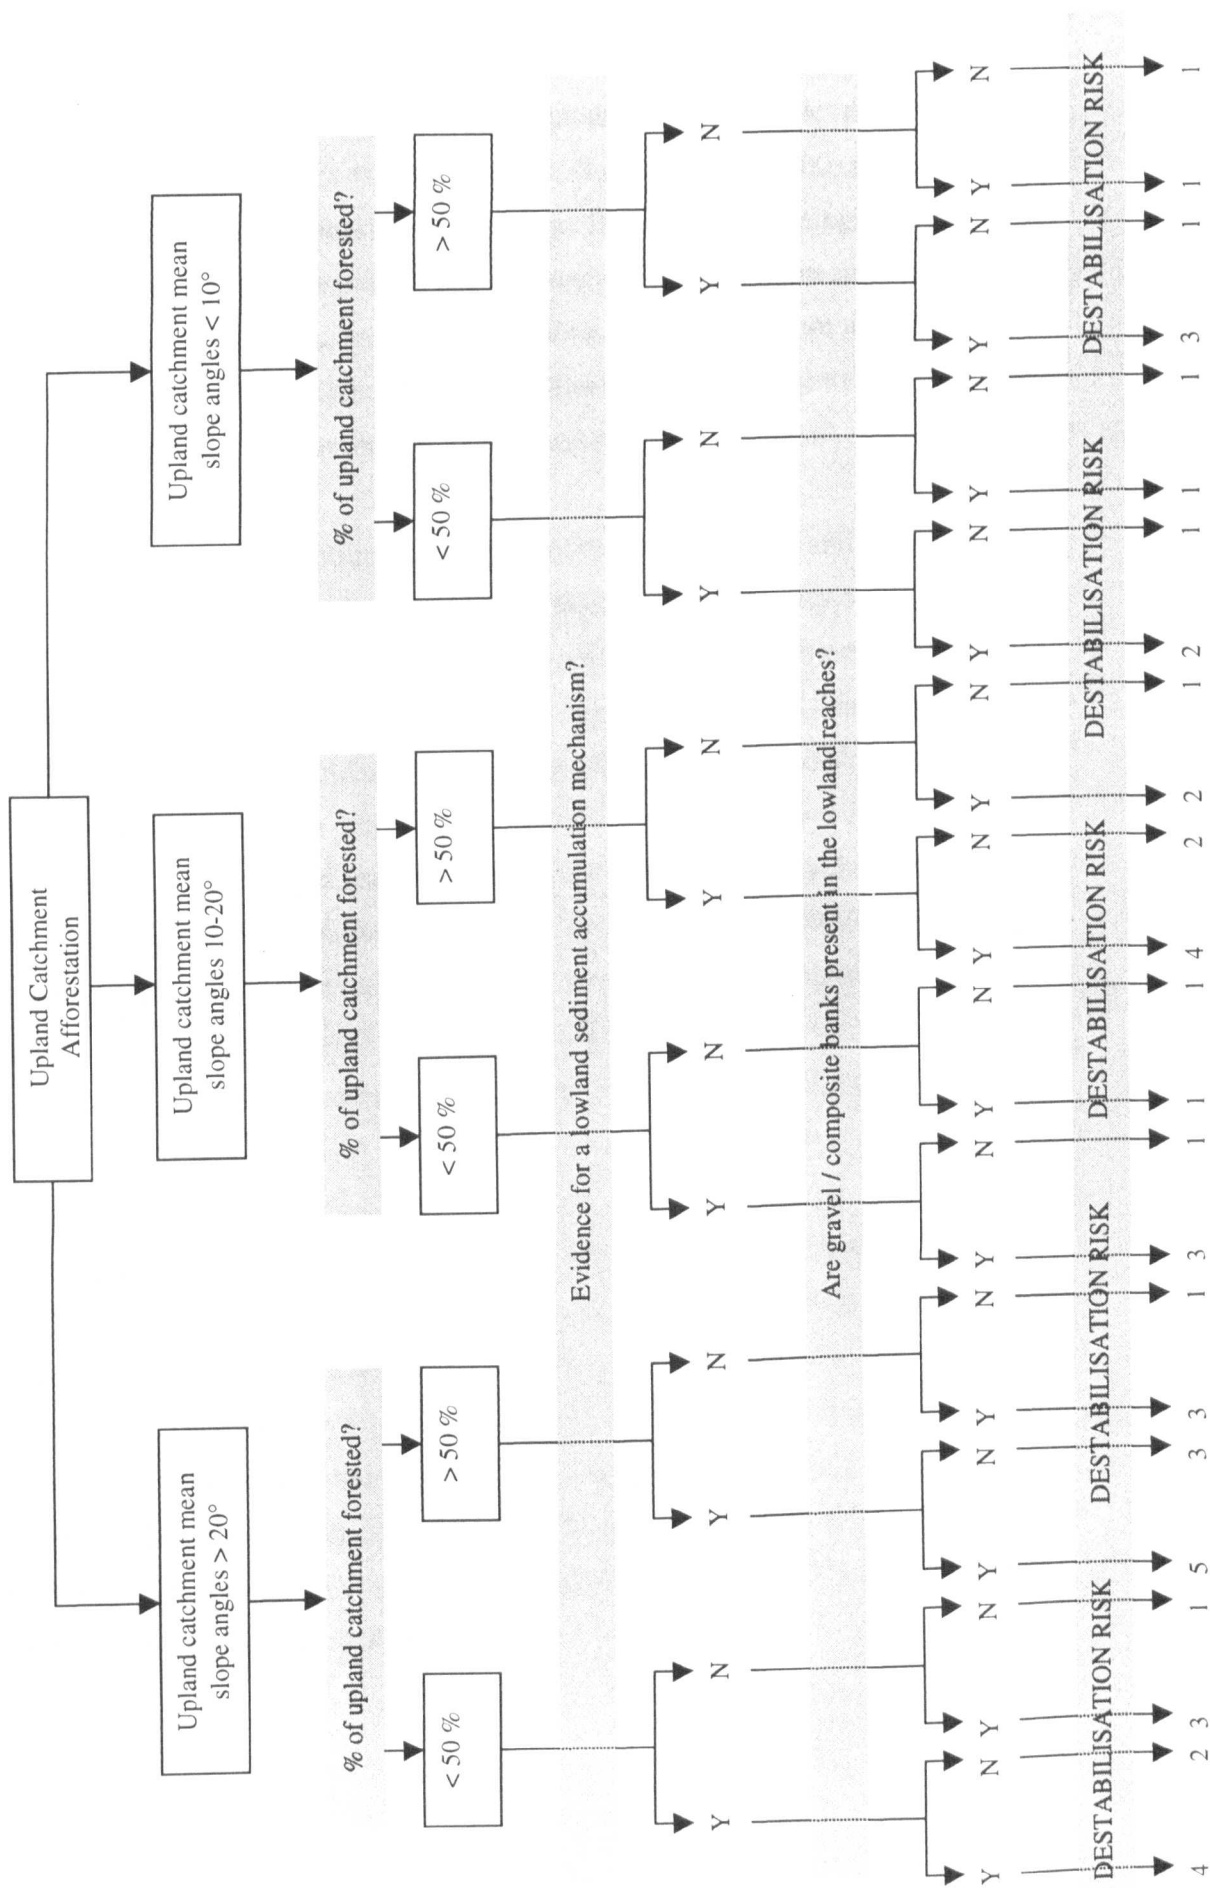 Upland Catchment
Afforestation
Upland catchment mean
slope angles > 20°
Upland catchment mean
slope angles 10-20°
Upland catchment mean
slope angles < 10°
% of upland catchment forested?
% of upland catchment forested?
% of upland catchment forested?
< 50 %
> 50 %
< 50 %
> 50 %
< 50 %
> 50 %
Evidence for a lowland sediment accumulation mechanism?
Y N Y N Y N Y N Y N Y N
Are gravel / composite banks present in the lowland reaches?
Y N Y N Y N Y N Y N Y N Y N Y N Y N Y N Y N Y N
DESTABILISATION RISK
DESTABILISATION RISK
DESTABILISATION RISK
DESTABILISATION RISK
DESTABILISATION RISK
4 2 3 1 5 3 3 1 3 1 1 1 4 2 2 1 2 1 1 1 3 1 1 1